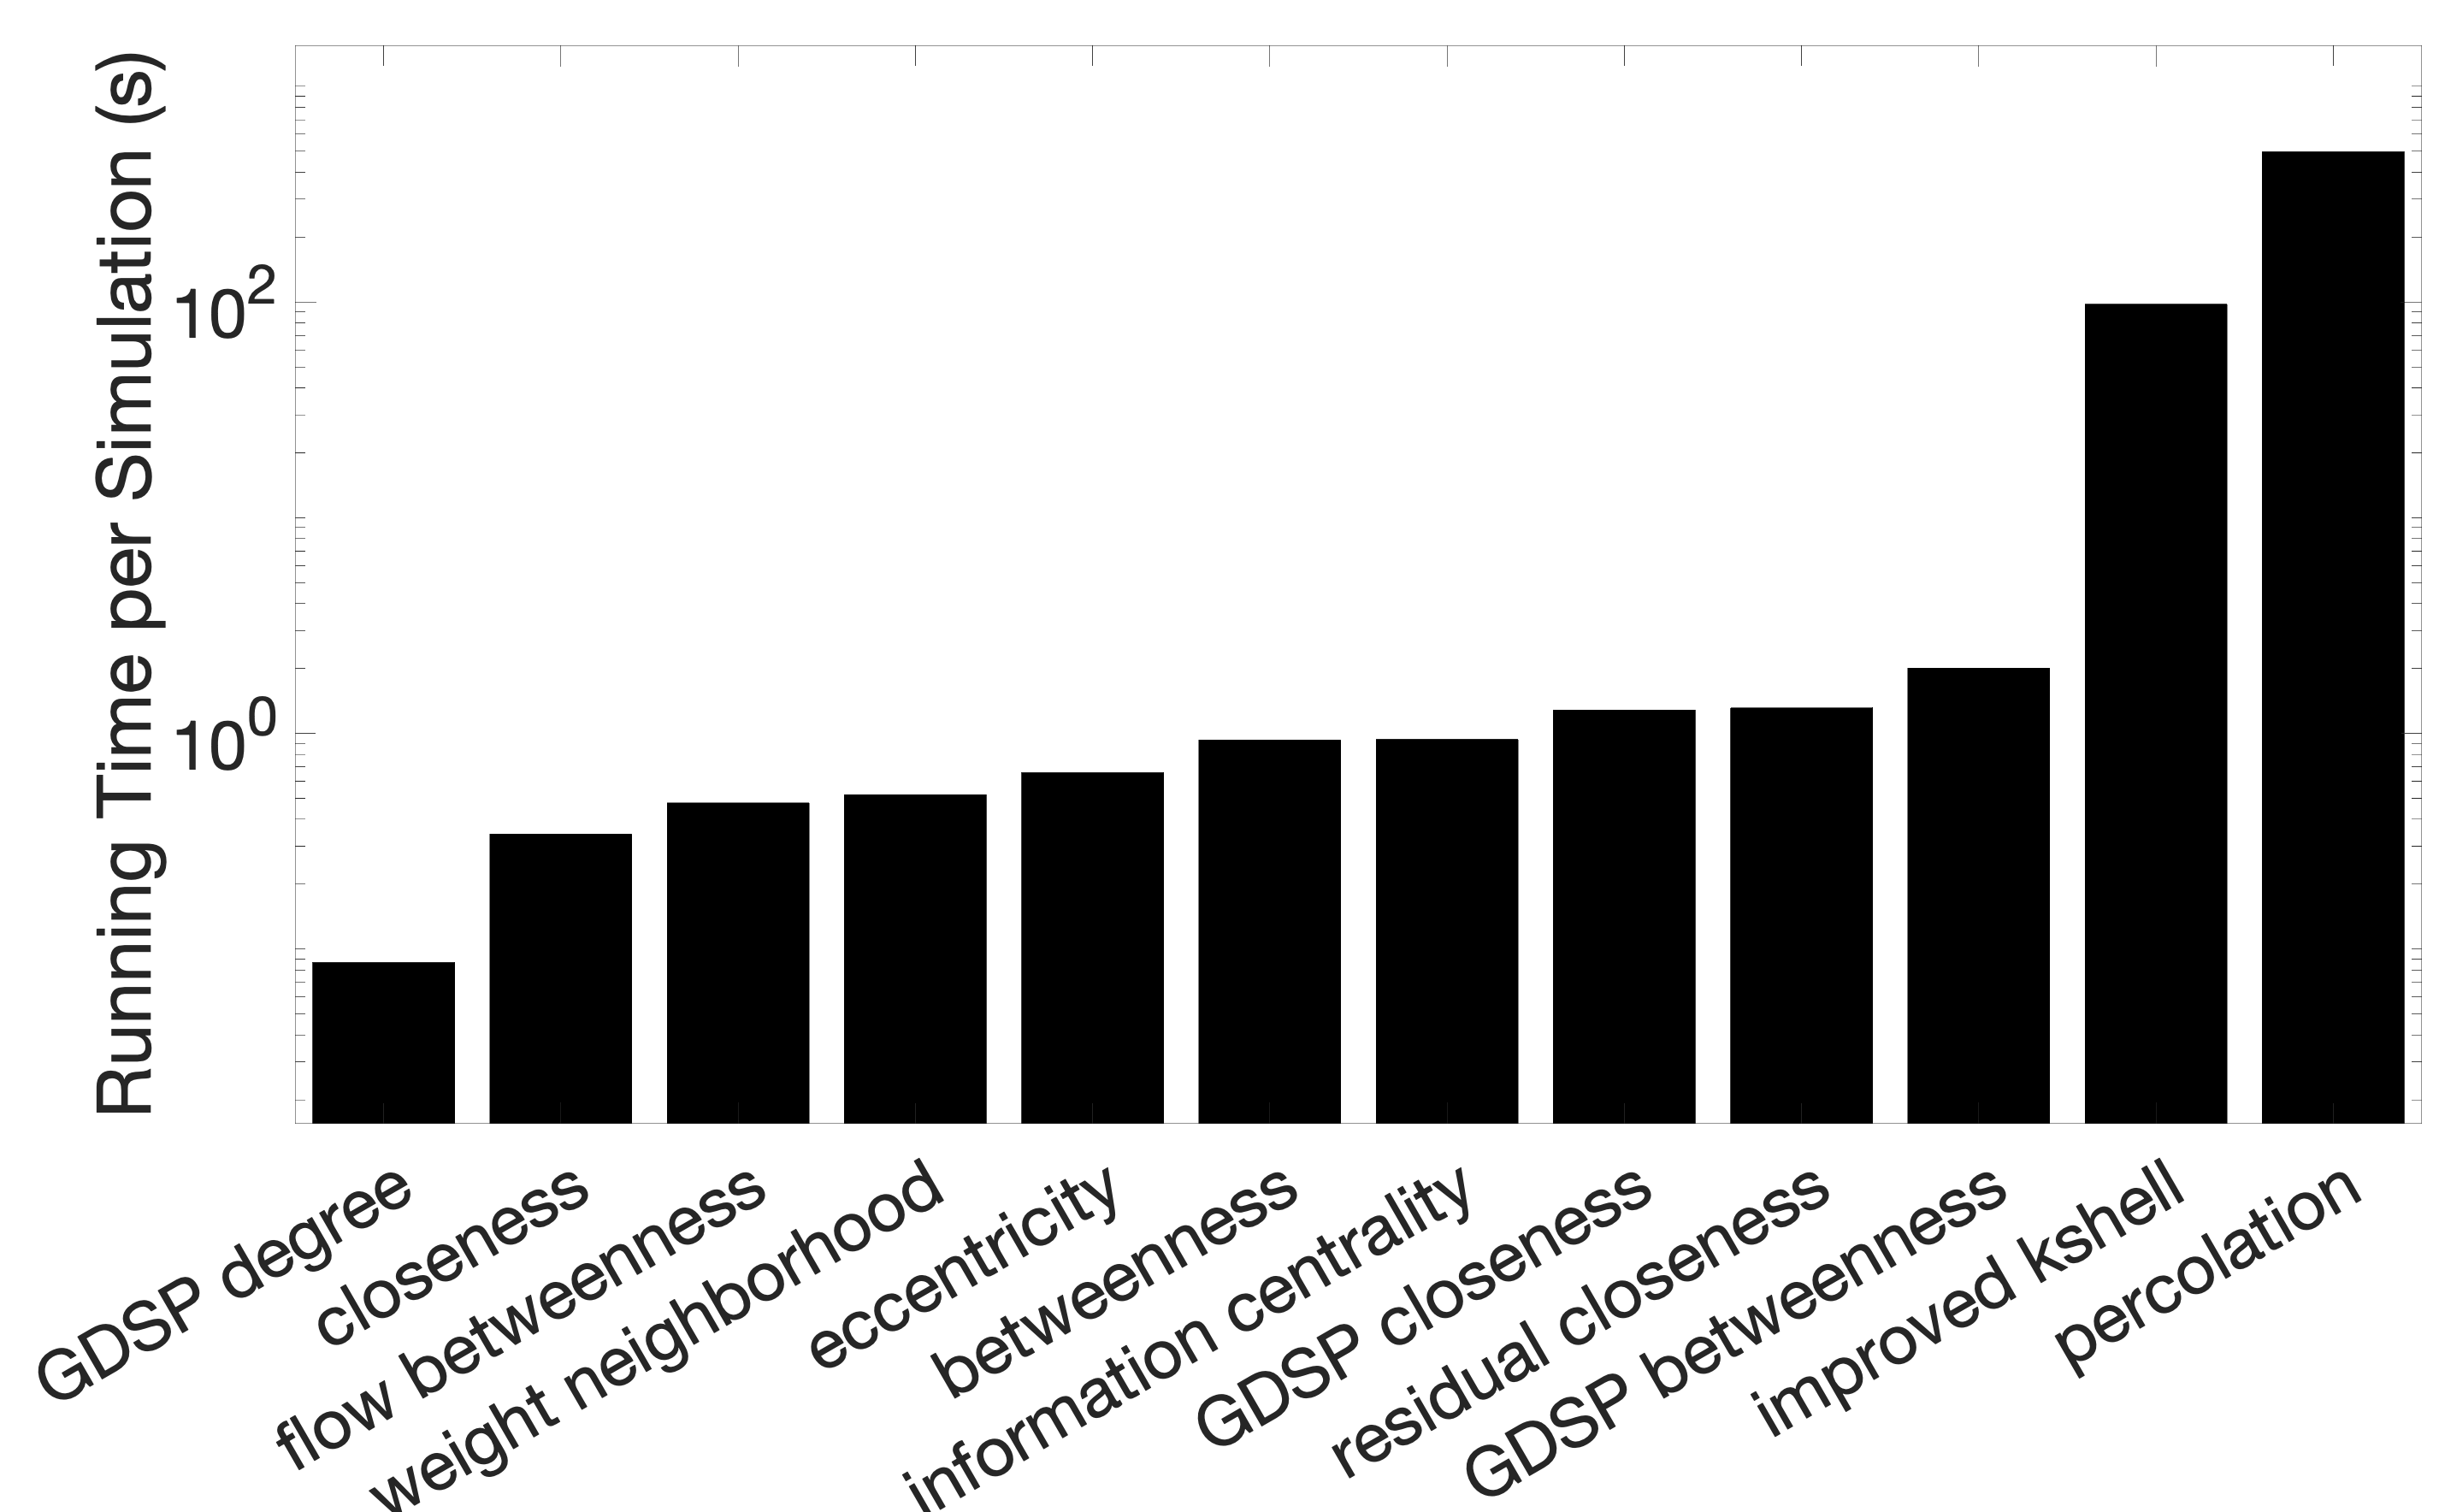 Running Time per Simulation (s)
10^2
10^0
GDSP degree
closeness
flow betweenness
weight neighborhood
eccentricity
betweenness
information centrality
GDSP closeness
residual closeness
GDSP betweenness
improved kshell
percolation